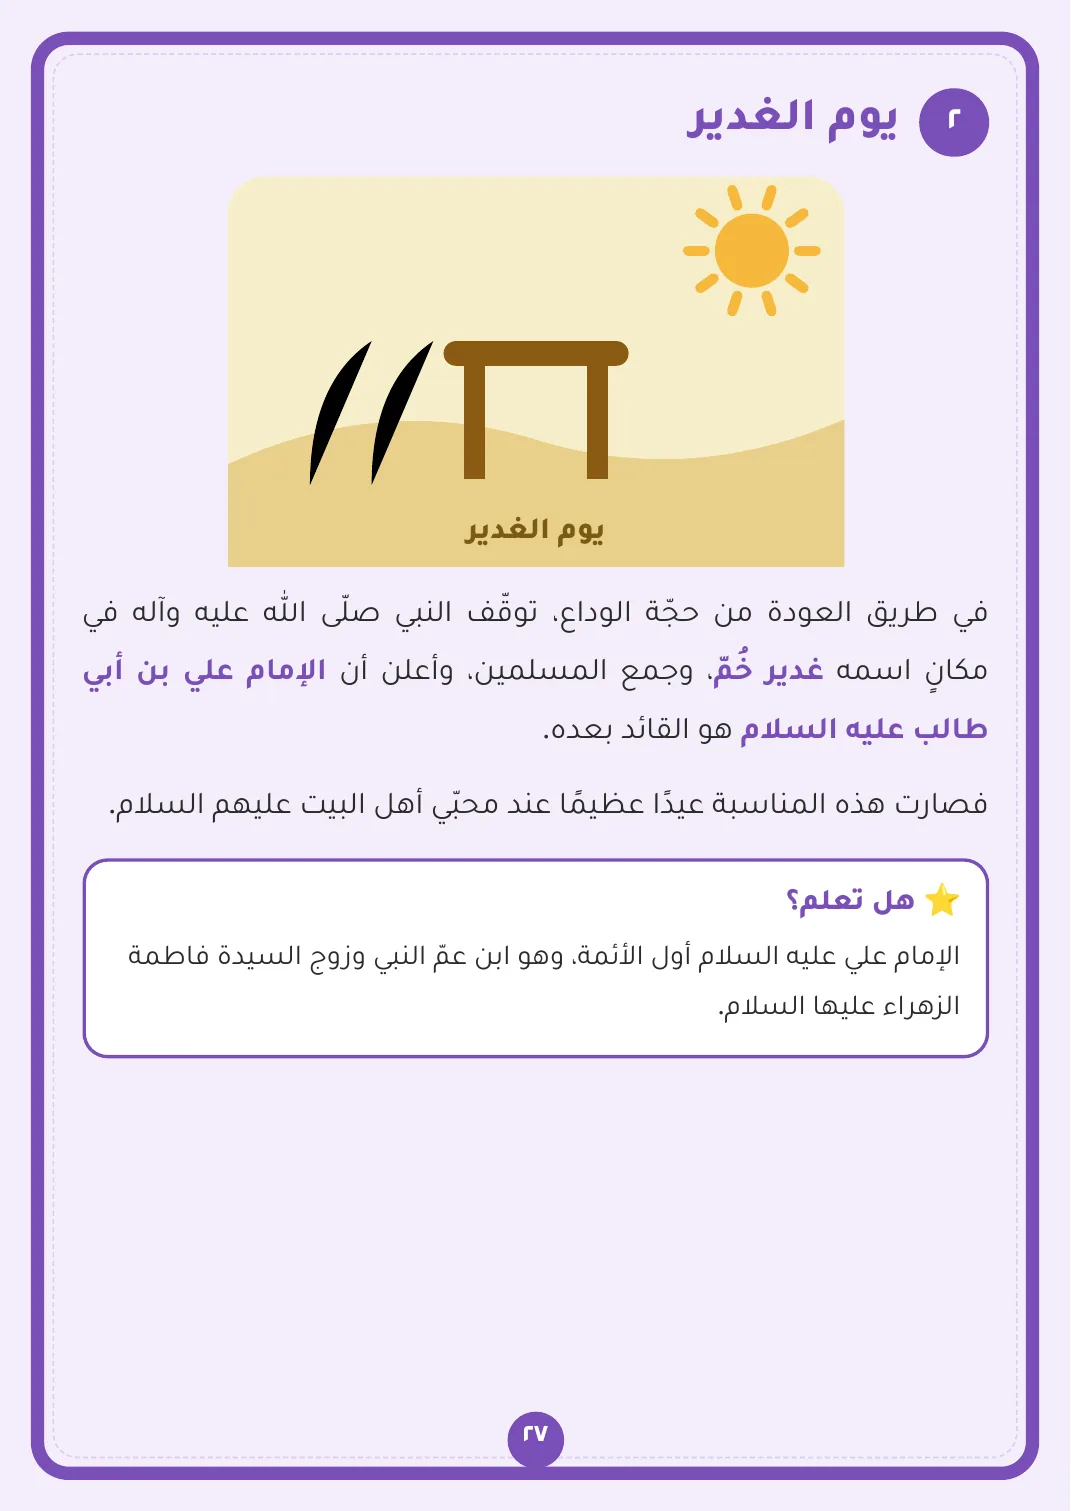 ٢
يوم الغدير
يوم الغدير
في طريق العودة من حجّة الوداع، توقّف النبي صلّى الله عليه وآله في
مكانٍ اسمه غدير خُمّ، وجمع المسلمين، وأعلن أن الإمام علي بن أبي
طالب عليه السلام هو القائد بعده.
فصارت هذه المناسبة عيدًا عظيمًا عند محبّي أهل البيت عليهم السلام.
⭐ هل تعلم؟
الإمام علي عليه السلام أول الأئمة، وهو ابن عمّ النبي وزوج السيدة فاطمة
الزهراء عليها السلام.
٢٧